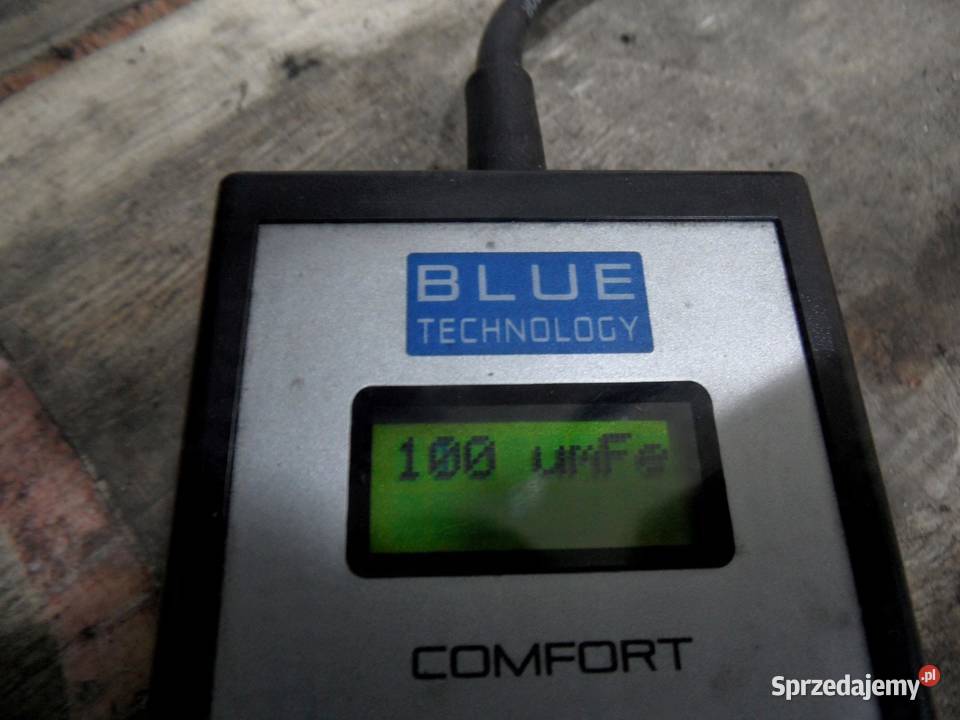 BLUE
TECHNOLOGY
100 umFe
COMFORT
Sprzedajemy.pl